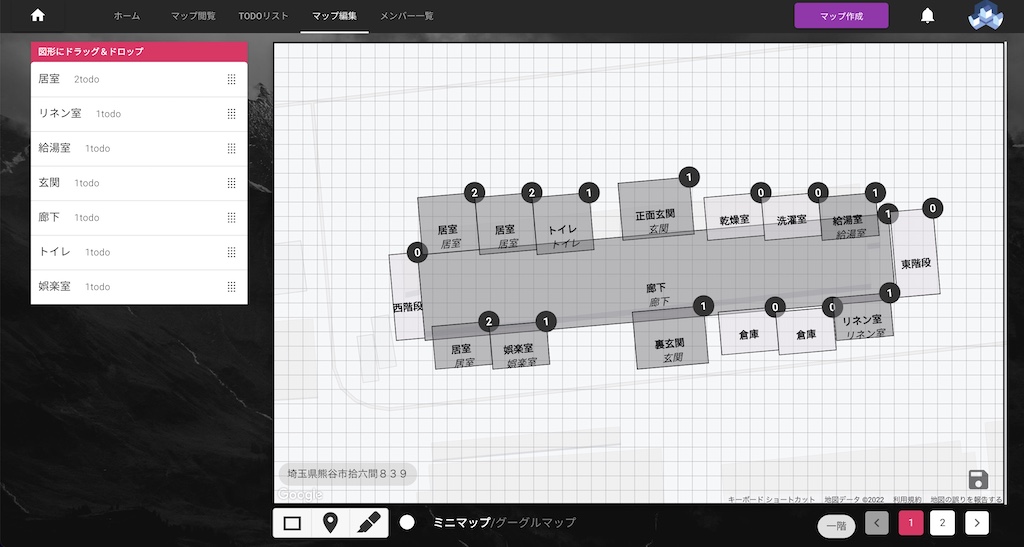 ホーム マップ閲覧 TODOリスト マップ編集 メンバー一覧 マップ作成
図形にドラッグ＆ドロップ
居室 2todo
リネン室 1todo
給湯室 1todo
玄関 1todo
廊下 1todo
トイレ 1todo
娯楽室 1todo
2 2 1 1 0 0 1 1 0
居室
居室
居室
居室
トイレ
トイレ
正面玄関
玄関
乾燥室
洗濯室
給湯室
給湯室
東階段
0
西階段
廊下
廊下
2 1 1 0 0 1
居室
居室
娯楽室
娯楽室
裏玄関
玄関
倉庫
倉庫
リネン室
リネン室
埼玉県熊谷市拾六間８３９
Google
キーボード ショートカット 地図データ ©2022 利用規約 地図の誤りを報告する
ミニマップ/グーグルマップ
一階 1 2